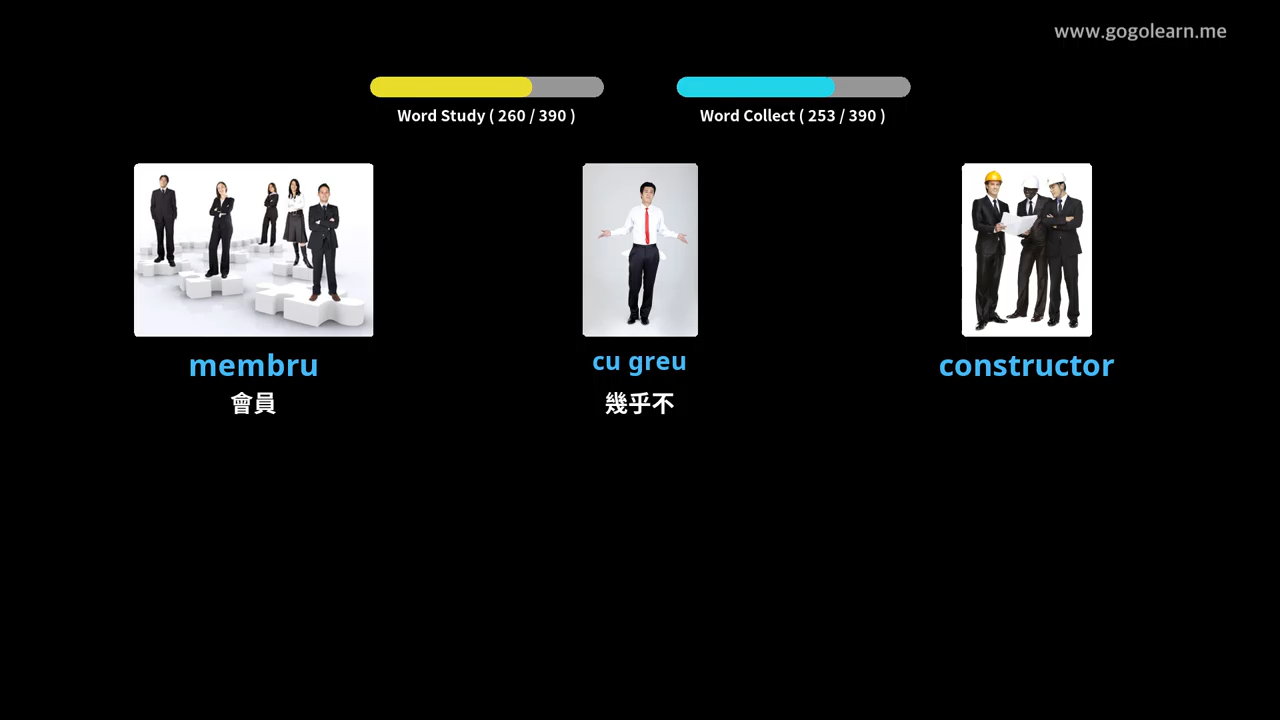 www.gogolearn.me
Word Study ( 260 / 390 )
Word Collect ( 253 / 390 )
membru
會員
cu greu
幾乎不
constructor